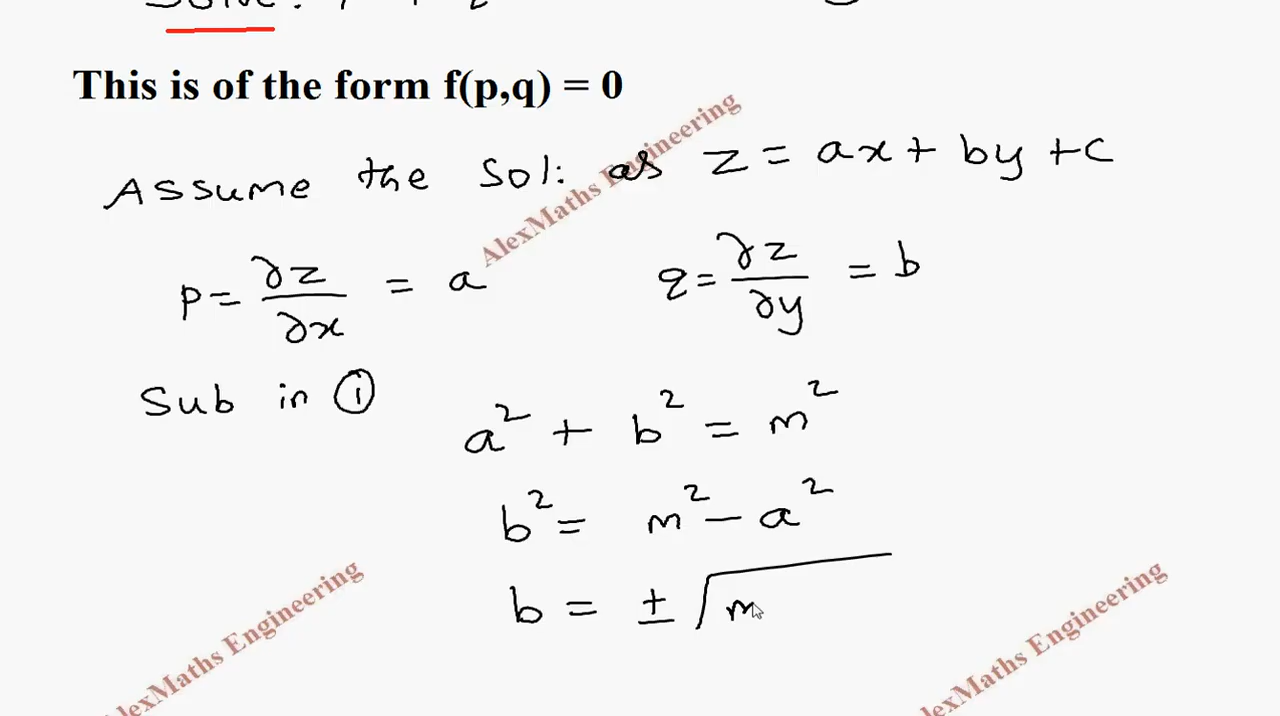 Solve:
This is of the form f(p,q) = 0
Assume the Sol: as z = ax + by + c
p = ∂z/∂x = a q = ∂z/∂y = b
Sub in ①
a² + b² = m²
b² = m² - a²
b = ± √m
AlexMaths Engineering
AlexMaths Engineering
AlexMaths Engineering